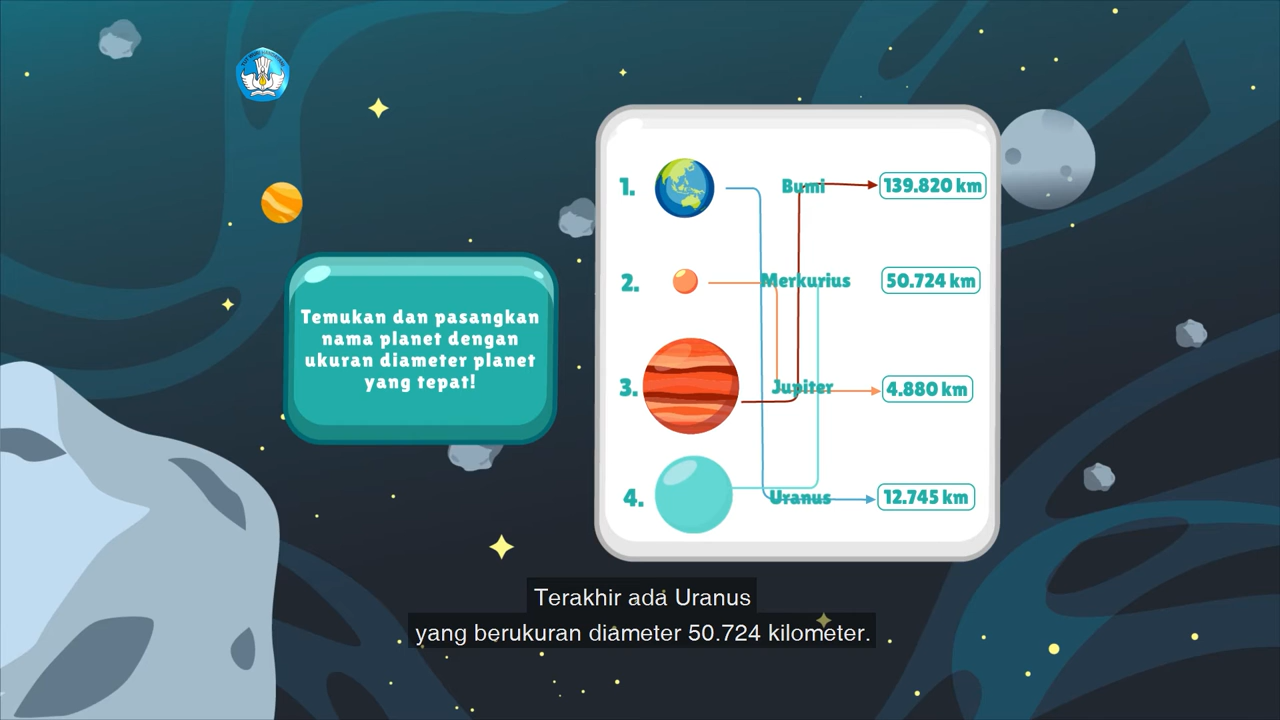 Temukan dan pasangkan
nama planet dengan
ukuran diameter planet
yang tepat!
1. Bumi 139.820 km
2. Merkurius 50.724 km
3. Jupiter 4.880 km
4. Uranus 12.745 km
Terakhir ada Uranus
yang berukuran diameter 50.724 kilometer.